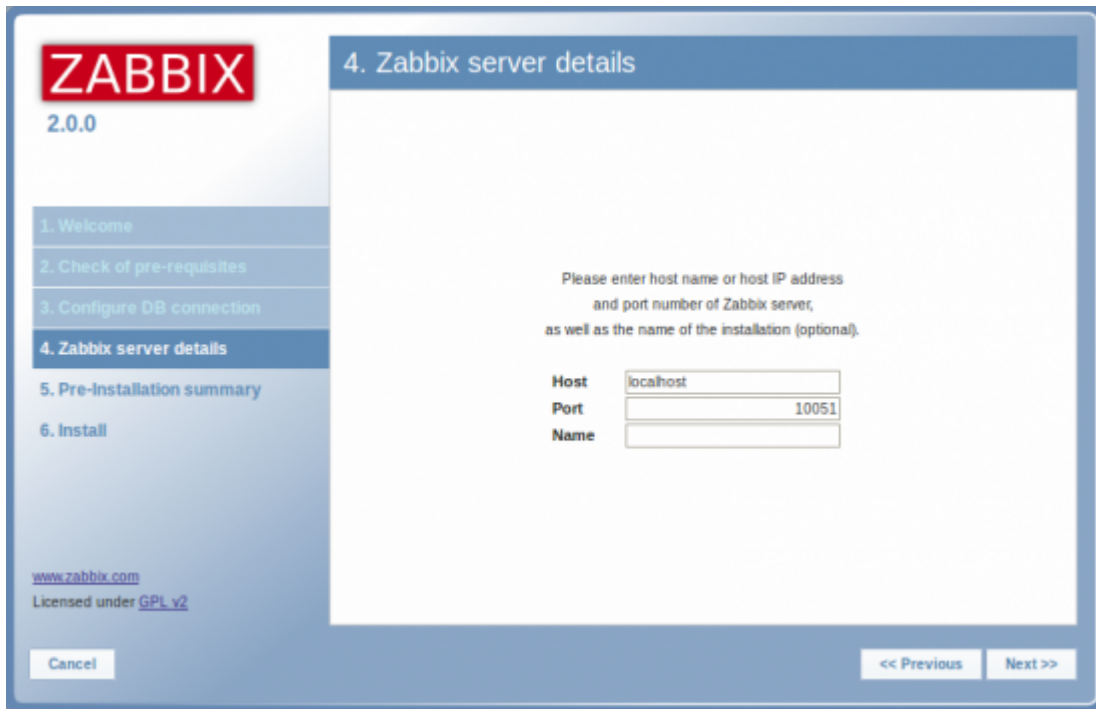 ZABBIX
2.0.0
1. Welcome
2. Check of pre-requisites
3. Configure DB connection
4. Zabbix server details
5. Pre-Installation summary
6. Install
www.zabbix.com
Licensed under GPL v2
Cancel
4. Zabbix server details
Please enter host name or host IP address
and port number of Zabbix server,
as well as the name of the installation (optional).
Host localhost
Port 10051
Name
<< Previous Next >>